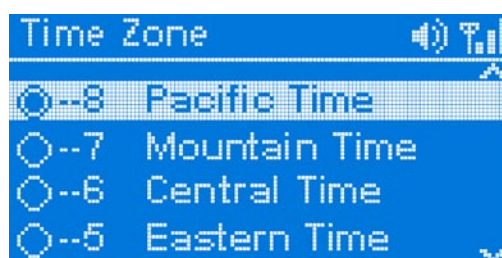 Time Zone
--8 Pacific Time
--7 Mountain Time
--6 Central Time
--5 Eastern Time